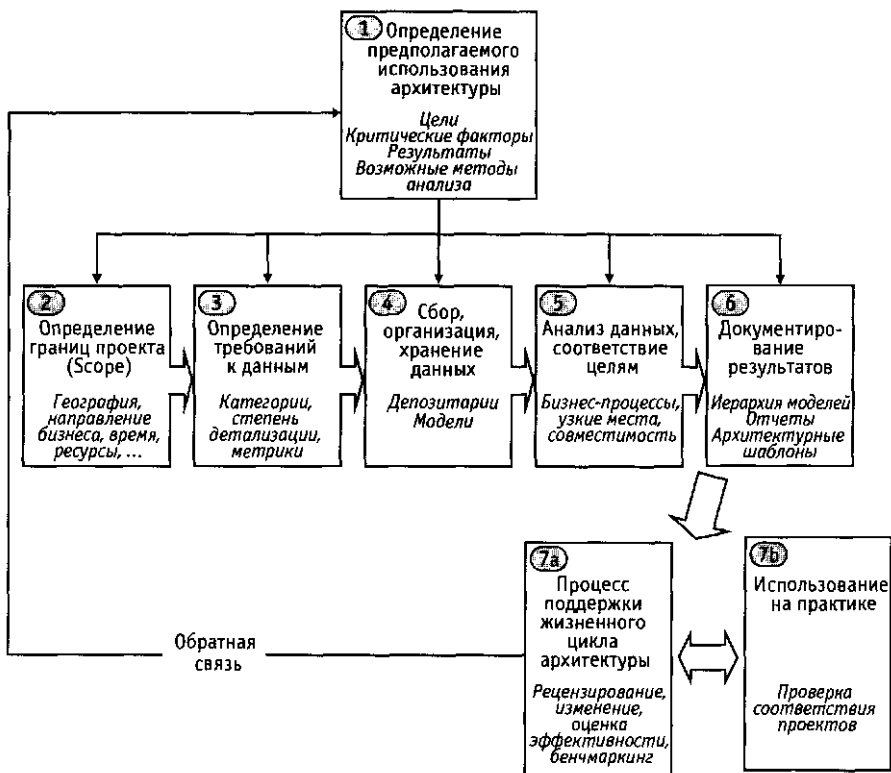 1 Определение
предполагаемого
использования
архитектуры
Цели
Критические факторы
Результаты
Возможные методы
анализа
2
Определение
границ проекта
(Scope)
География,
направление
бизнеса, время,
ресурсы, ...
3
Определение
требований
к данным
Категории,
степень
детализации,
метрики
4
Сбор,
организация,
хранение
данных
Депозитарии
Модели
5
Анализ данных,
соответствие
целям
Бизнес-процессы,
узкие места,
совместимость
6
Документиро-
вание
результатов
Иерархия моделей
Отчеты
Архитектурные
шаблоны
7a
Процесс
поддержки
жизненного
цикла
архитектуры
Рецензирование,
изменение,
оценка
эффективности,
бенчмаркинг
7b
Использование
на практике
Проверка
соответствия
проектов
Обратная
связь